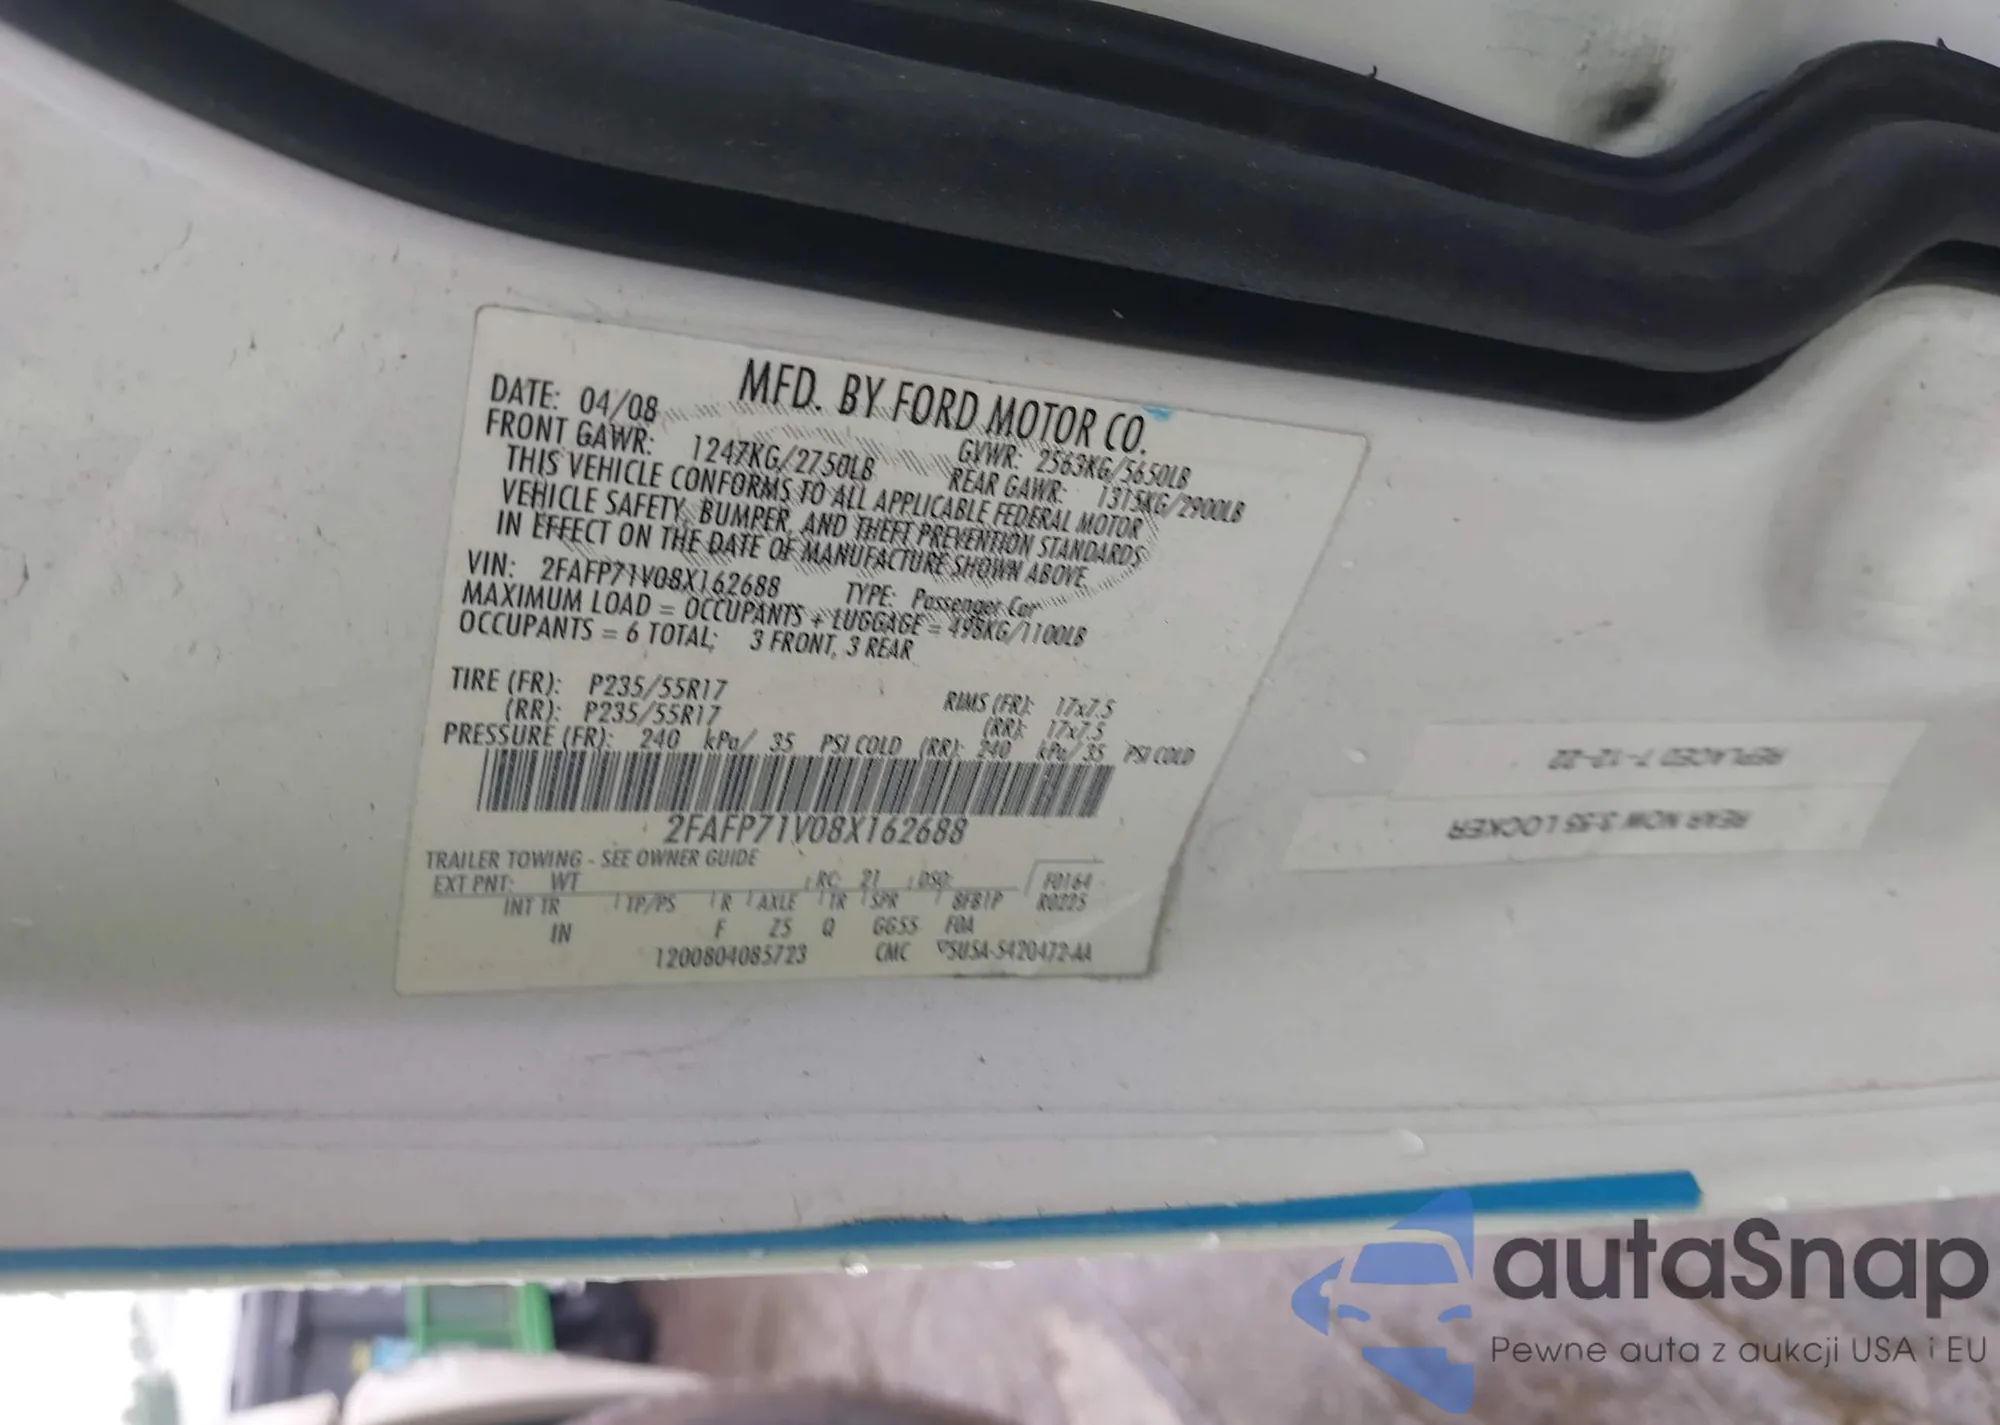 MFD. BY FORD MOTOR CO.
DATE: 04/08
GVWR: 2563KG/5650LB
FRONT GAWR: 1247KG/2750LB
REAR GAWR: 1315KG/2900LB
THIS VEHICLE CONFORMS TO ALL APPLICABLE FEDERAL MOTOR
VEHICLE SAFETY, BUMPER, AND THEFT PREVENTION STANDARDS
IN EFFECT ON THE DATE OF MANUFACTURE SHOWN ABOVE.
VIN: 2FAFP71V08X162688 TYPE: Passenger Car
MAXIMUM LOAD = OCCUPANTS + LUGGAGE = 498KG/1100LB
OCCUPANTS = 6 TOTAL; 3 FRONT, 3 REAR
TIRE (FR): P235/55R17 RIMS (FR): 17x7.5
(RR): P235/55R17 (RR): 17x7.5
PRESSURE (FR): 240 kPa/ 35 PSI COLD (RR): 240 kPa/ 35 PSI COLD
2FAFP71V08X162688
TRAILER TOWING - SEE OWNER GUIDE
EXT PNT: WT RC: 21 DSO: F0164
INT TR TP/PS R AXLE TR SPR 8F81P R0225
IN F Z5 Q GG55 F0A
1200804085723 CMC ▽5U5A-5420472-AA
REAR NOW 3:55 LOCKER
REPLACED 7-12-22
autaSnap
Pewne auta z aukcji USA i EU